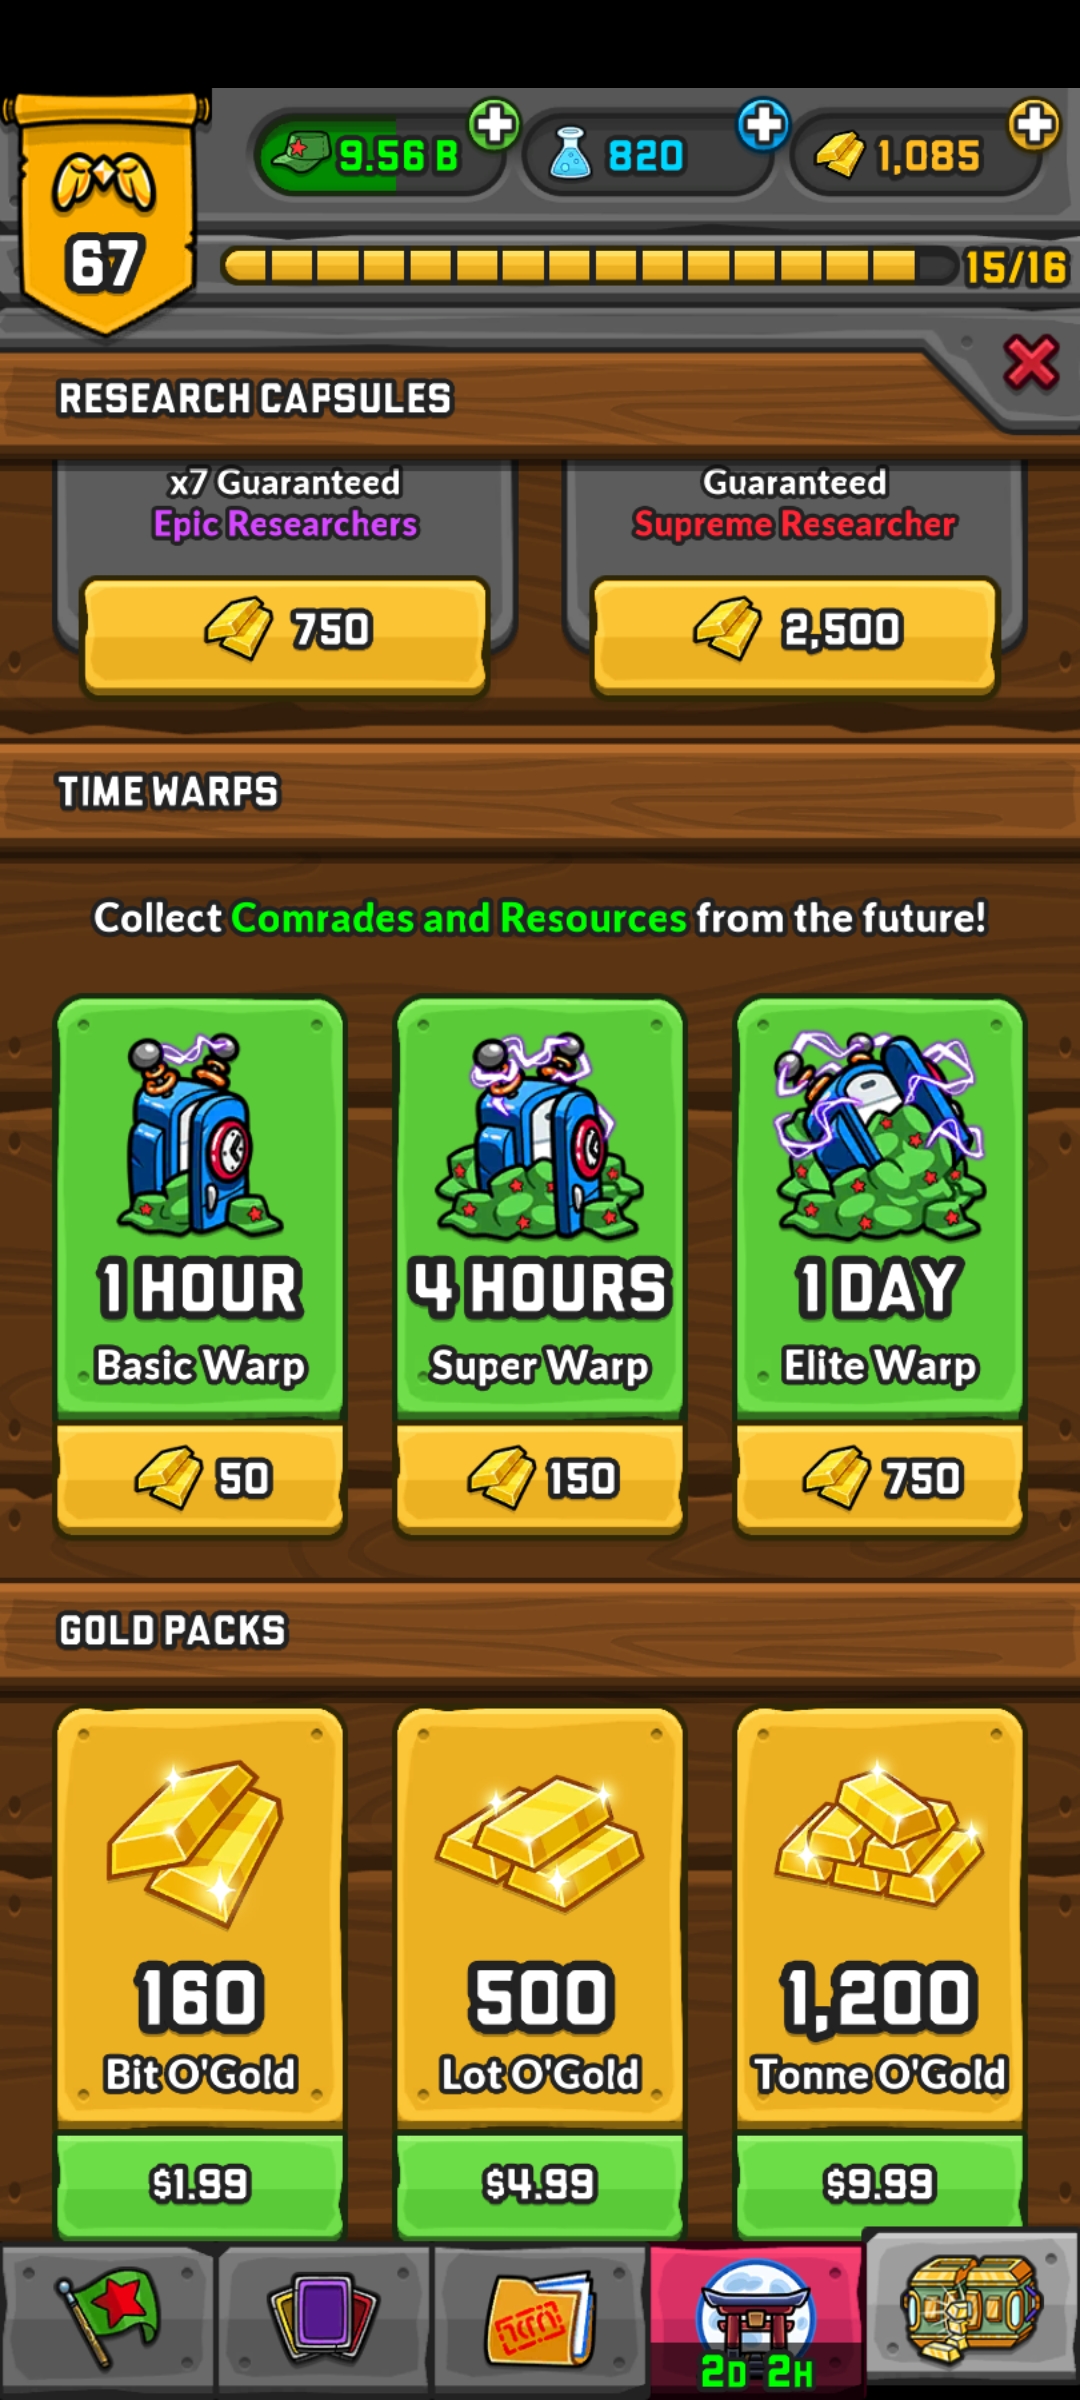 9.56 B
820
1,085
67
15/16
RESEARCH CAPSULES
x7 Guaranteed
Epic Researchers
Guaranteed
Supreme Researcher
750
2,500
TIME WARPS
Collect Comrades and Resources from the future!
1 HOUR
Basic Warp
50
4 HOURS
Super Warp
150
1 DAY
Elite Warp
750
GOLD PACKS
160
Bit O'Gold
$1.99
500
Lot O'Gold
$4.99
1,200
Tonne O'Gold
$9.99
2D 2H